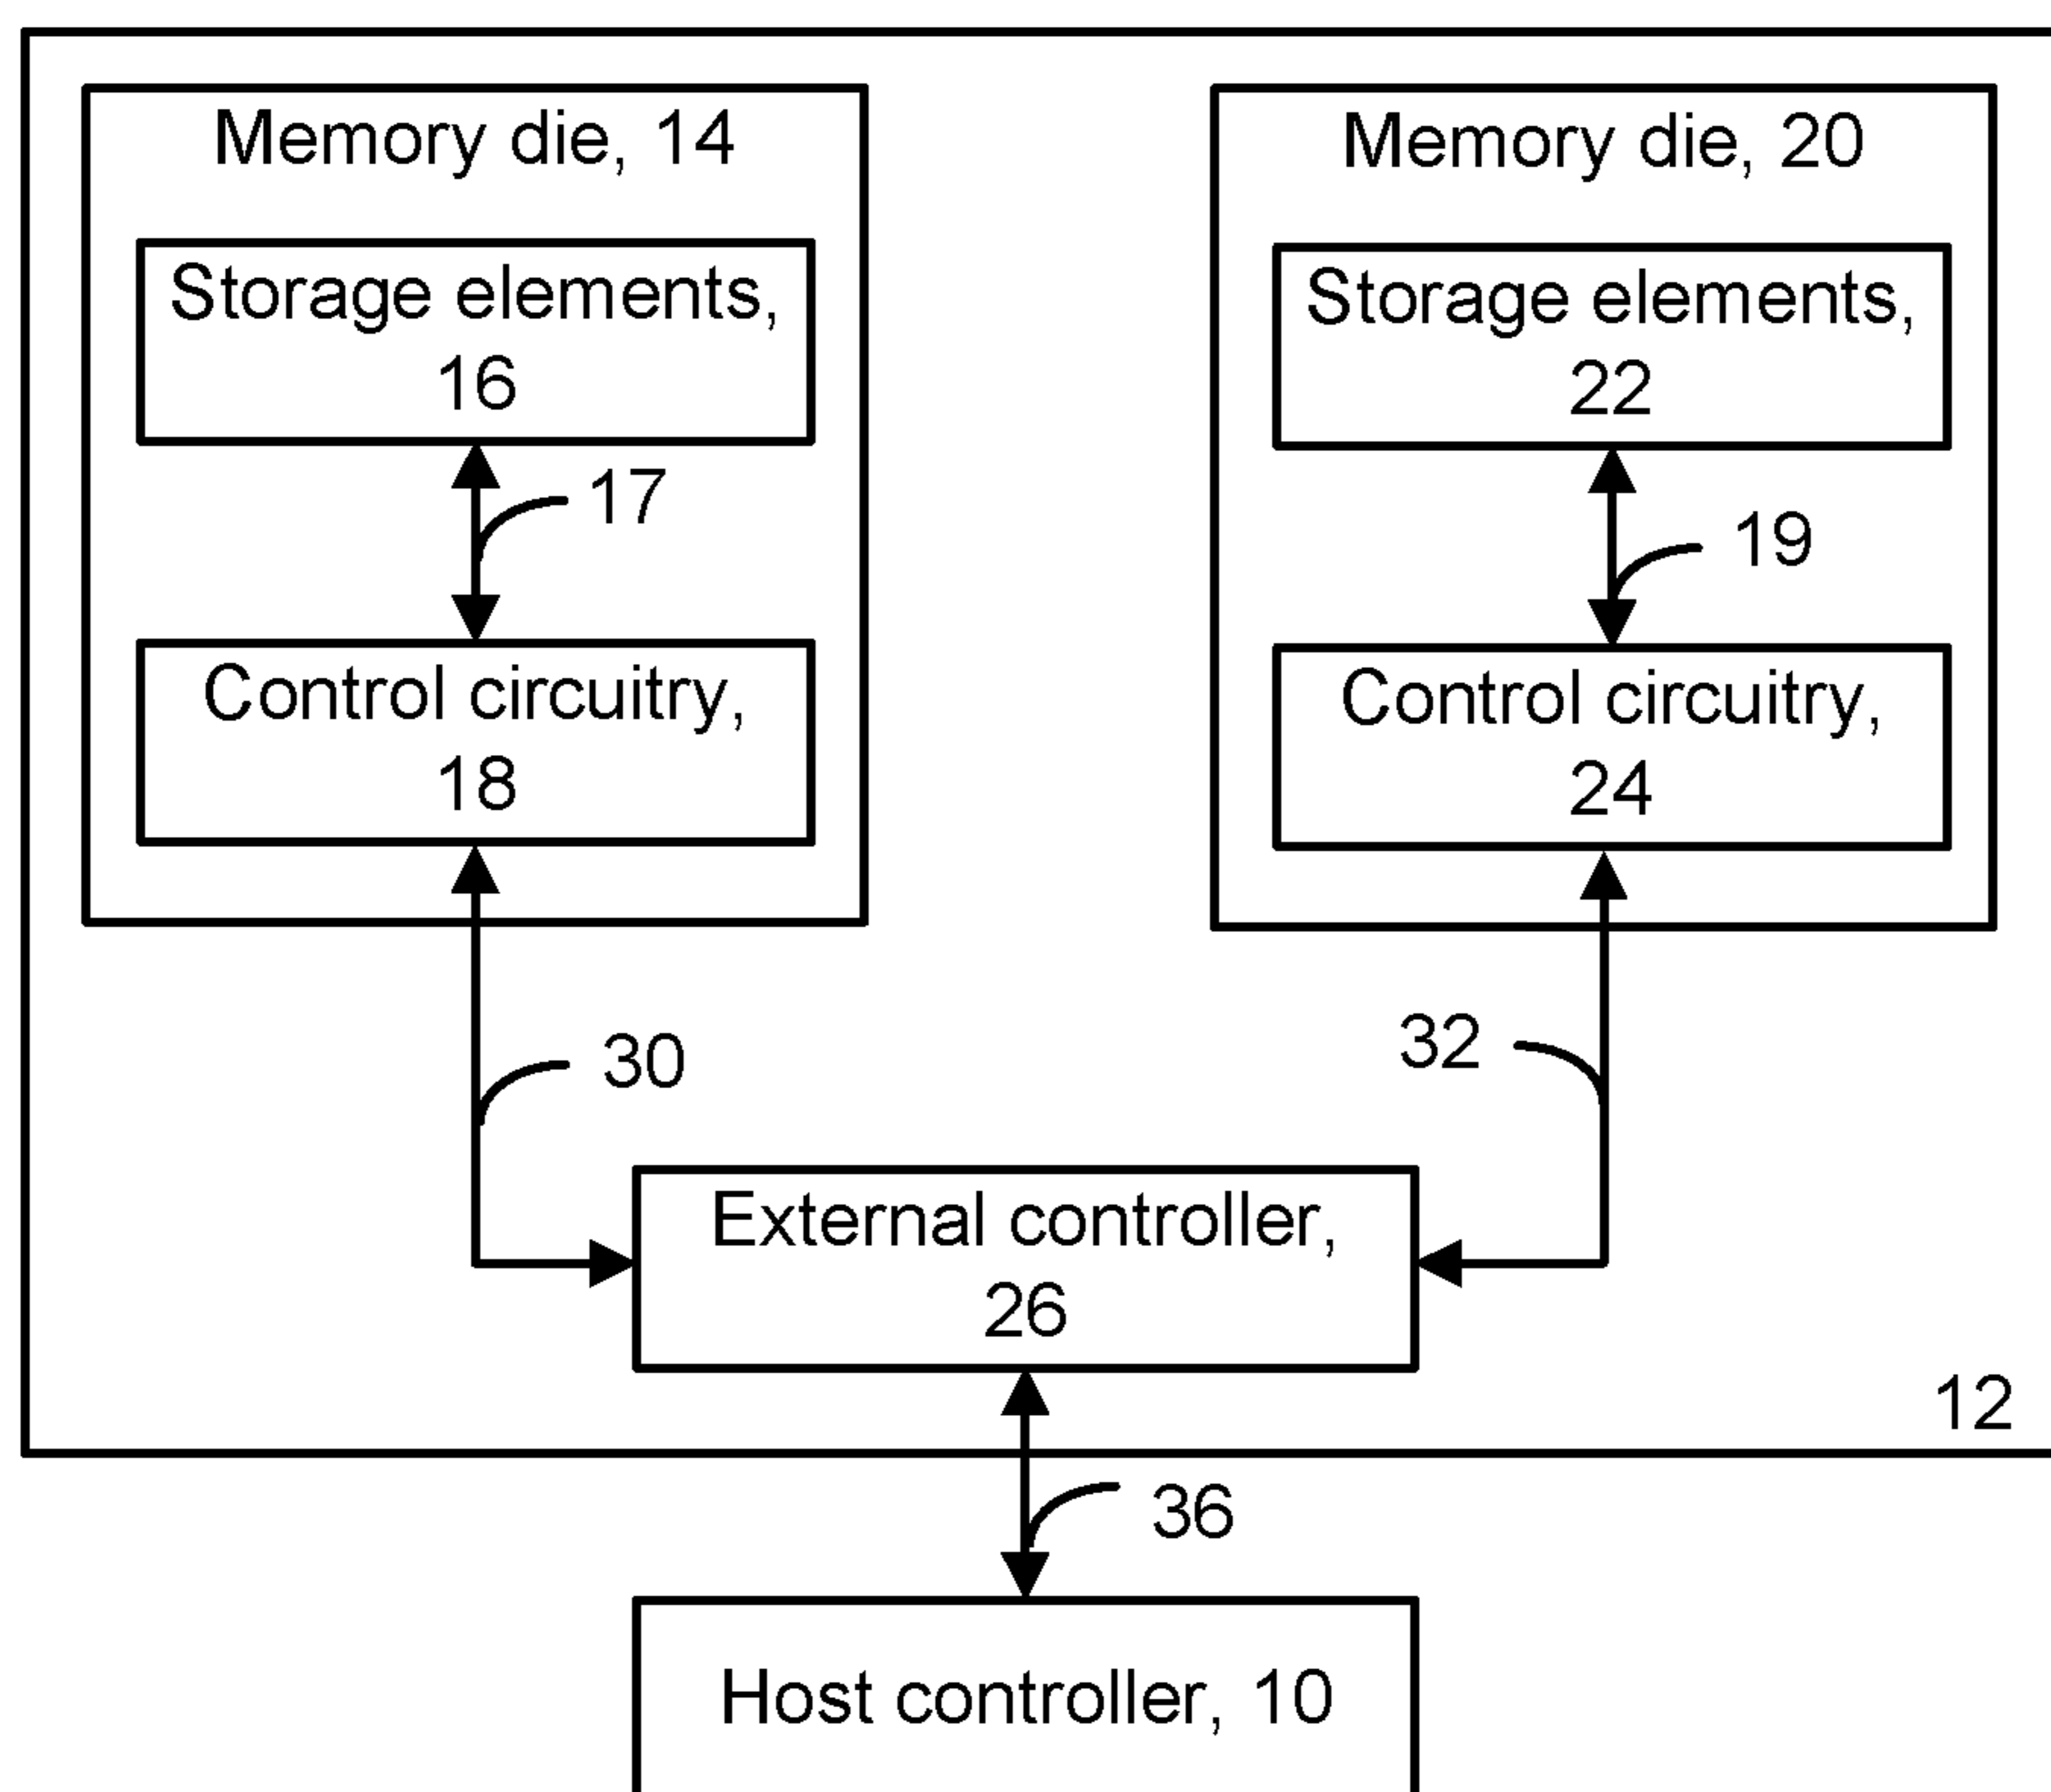 Memory die, 14
Storage elements,
16
17
Control circuitry,
18
Memory die, 20
Storage elements,
22
19
Control circuitry,
24
30
32
External controller,
26
12
36
Host controller, 10